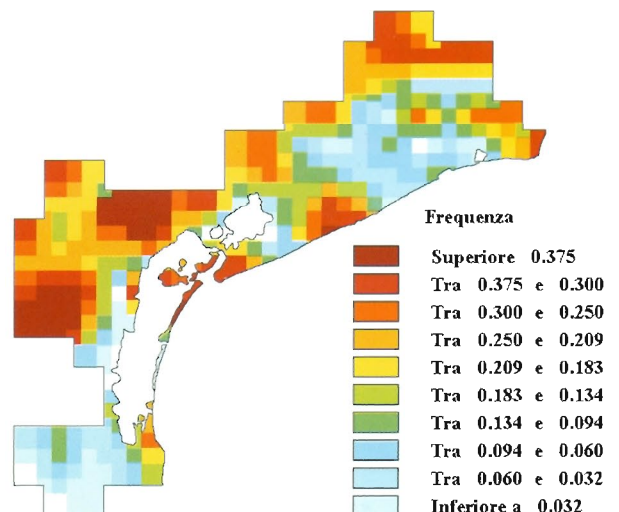 Frequenza
Superiore 0.375
Tra 0.375 e 0.300
Tra 0.300 e 0.250
Tra 0.250 e 0.209
Tra 0.209 e 0.183
Tra 0.183 e 0.134
Tra 0.134 e 0.094
Tra 0.094 e 0.060
Tra 0.060 e 0.032
Inferiore a 0.032